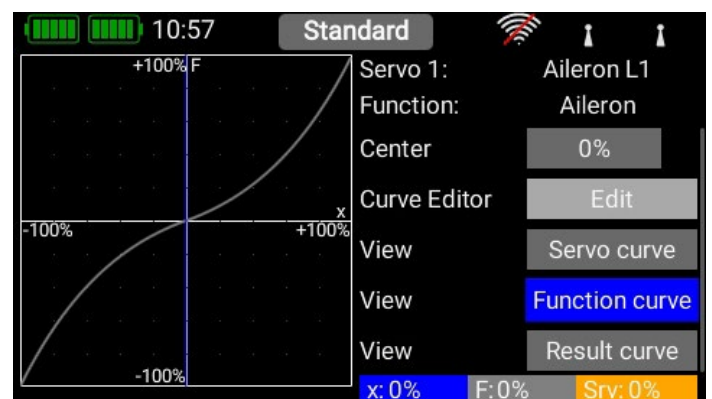 10:57 Standard
+100% F
x
-100% +100%
-100%
Servo 1: Aileron L1
Function: Aileron
Center 0%
Curve Editor Edit
View Servo curve
View Function curve
View Result curve
x: 0% F: 0% Srv: 0%